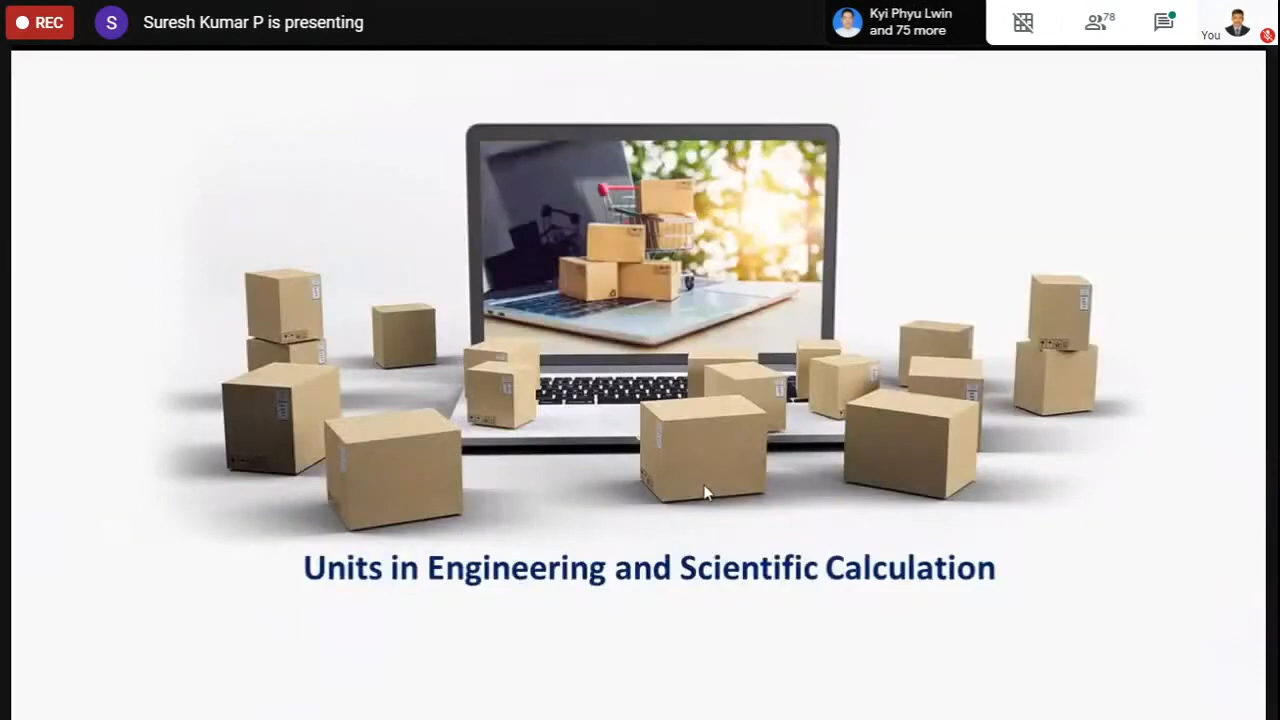 REC
S
Suresh Kumar P is presenting
Kyi Phyu Lwin
and 75 more
78
You
Units in Engineering and Scientific Calculation